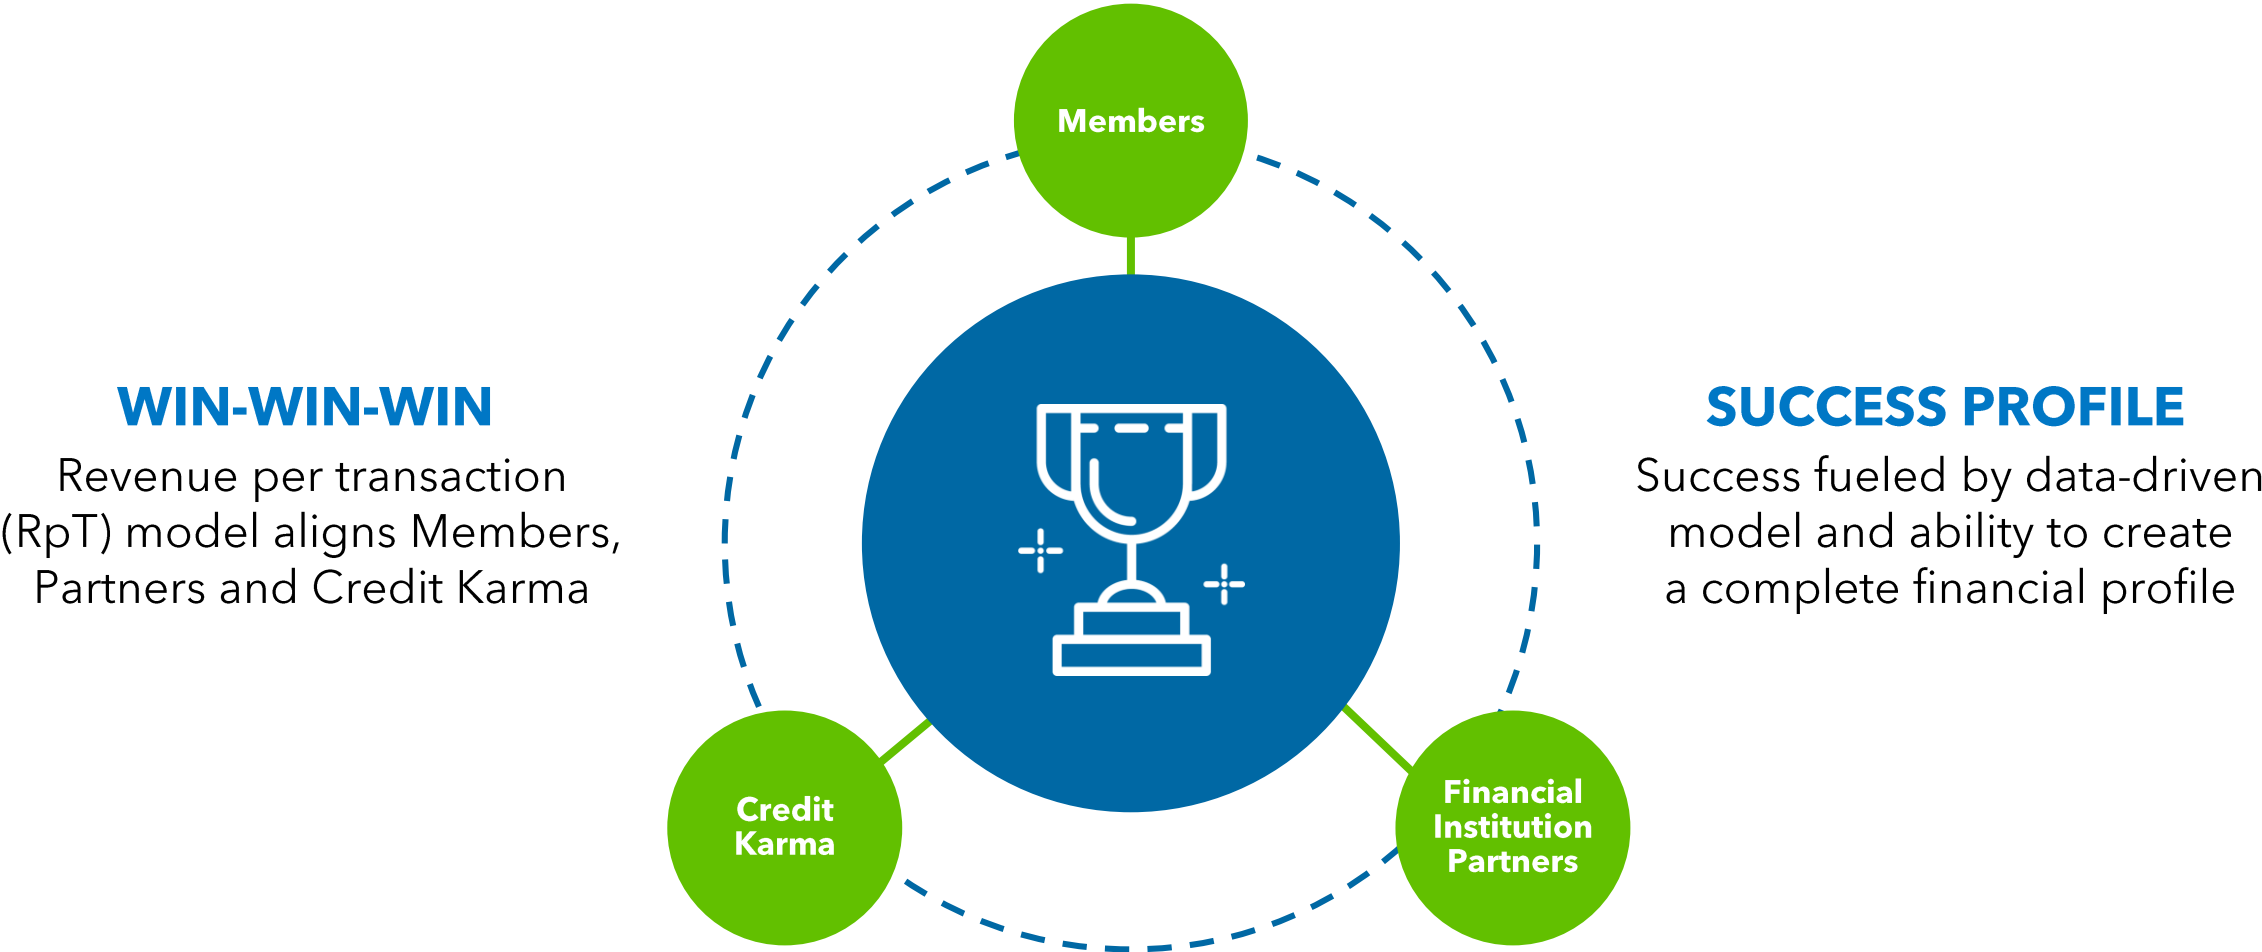 Members
WIN-WIN-WIN
Revenue per transaction
(RpT) model aligns Members,
Partners and Credit Karma
SUCCESS PROFILE
Success fueled by data-driven
model and ability to create
a complete financial profile
Credit
Karma
Financial
Institution
Partners